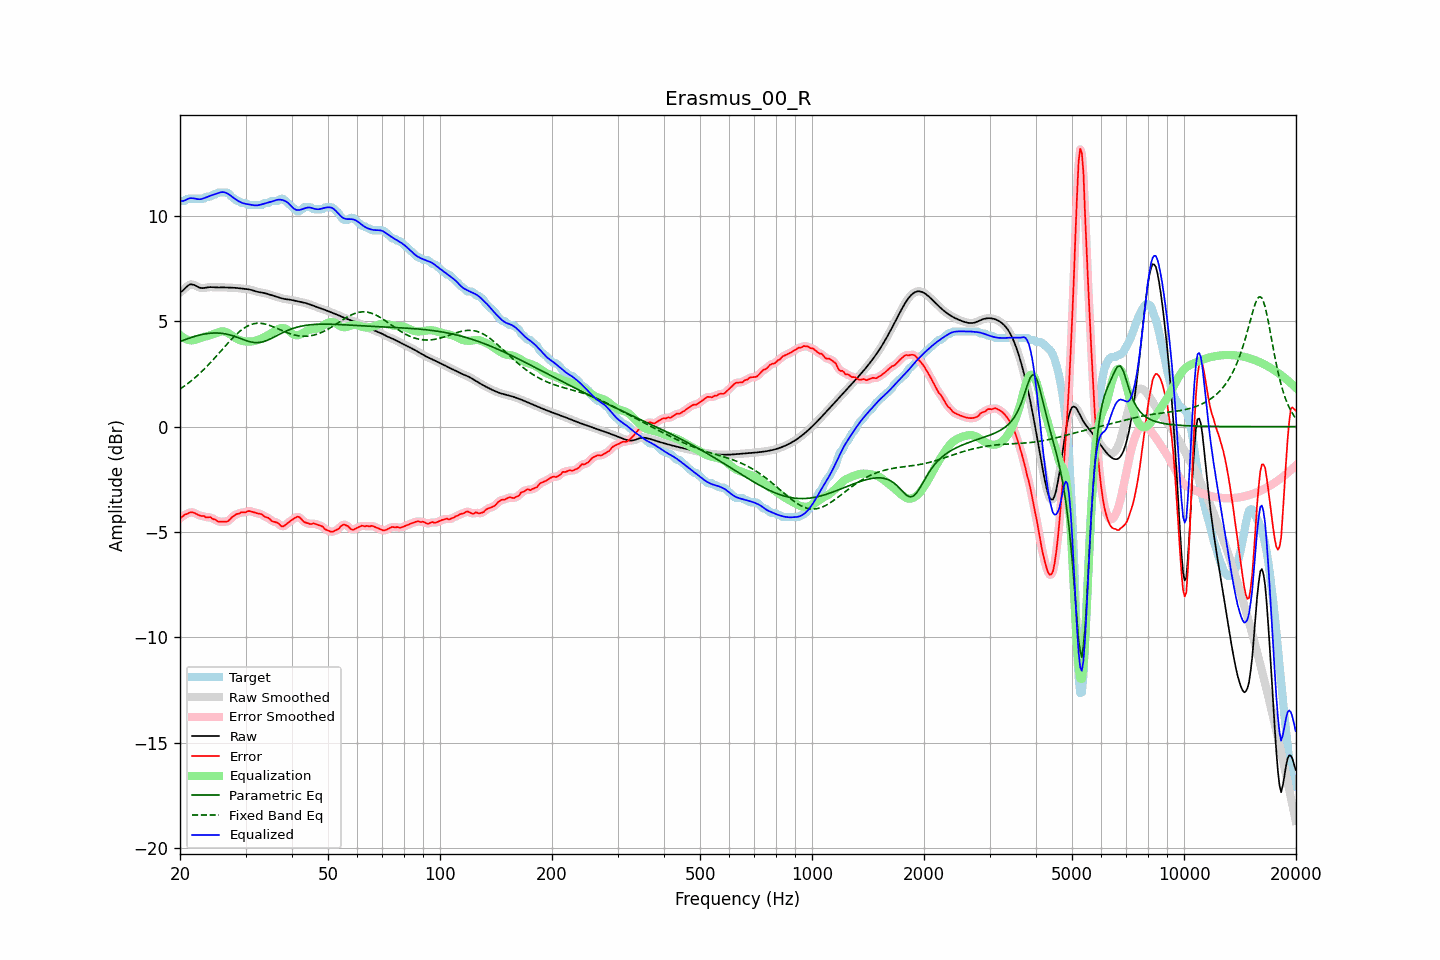 Erasmus_00_R
Amplitude (dBr)
10
5
0
−5
−10
−15
−20
Target
Raw Smoothed
Error Smoothed
Raw
Error
Equalization
Parametric Eq
Fixed Band Eq
Equalized
20 50 100 200 500 1000 2000 5000 10000 20000
Frequency (Hz)